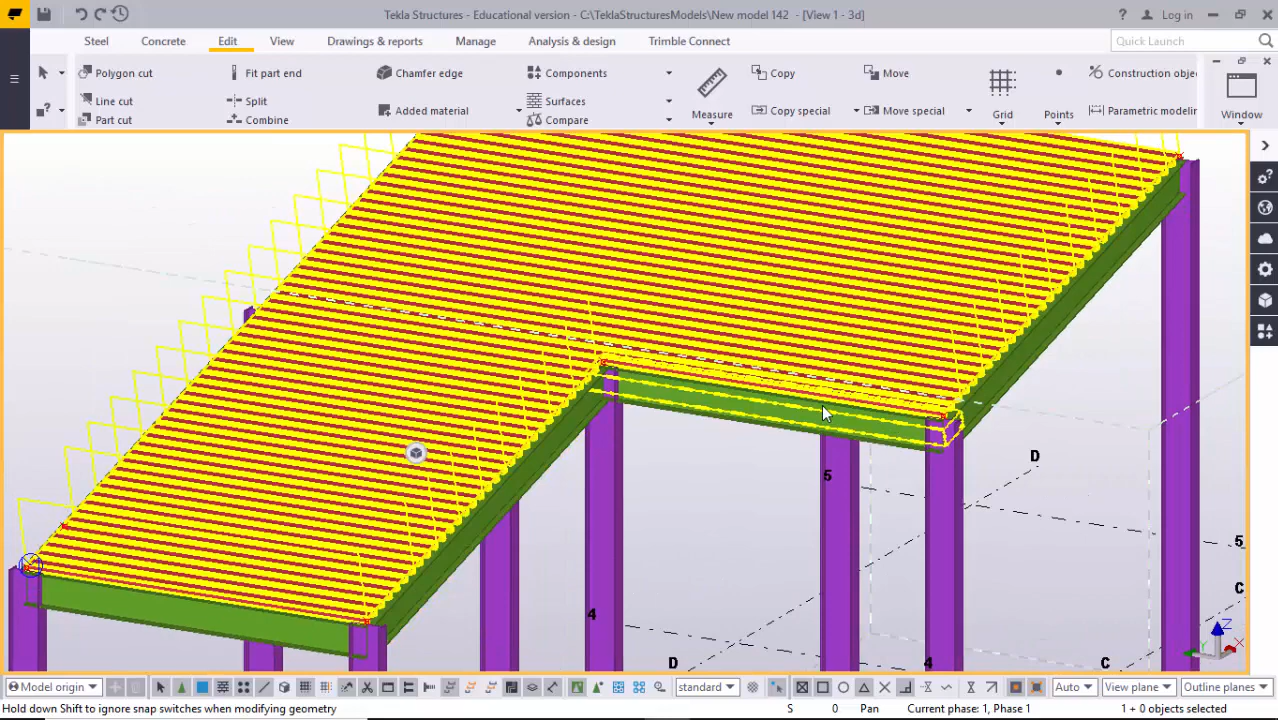 Tekla Structures - Educational version - C:\TeklaStructuresModels\New model 142 - [View 1 - 3d]
Log in
Steel Concrete Edit View Drawings & reports Manage Analysis & design Trimble Connect
Quick Launch
Polygon cut Fit part end Chamfer edge Components Copy Move Construction obje
Line cut Split Added material Surfaces Measure Copy special Move special Grid Points Parametric modelin Window
Part cut Combine Compare
D
5
5
C
4
D
4
C
Z
Model origin standard Auto View plane Outline planes
Hold down Shift to ignore snap switches when modifying geometry S 0 Pan Current phase: 1, Phase 1 1 + 0 objects selected